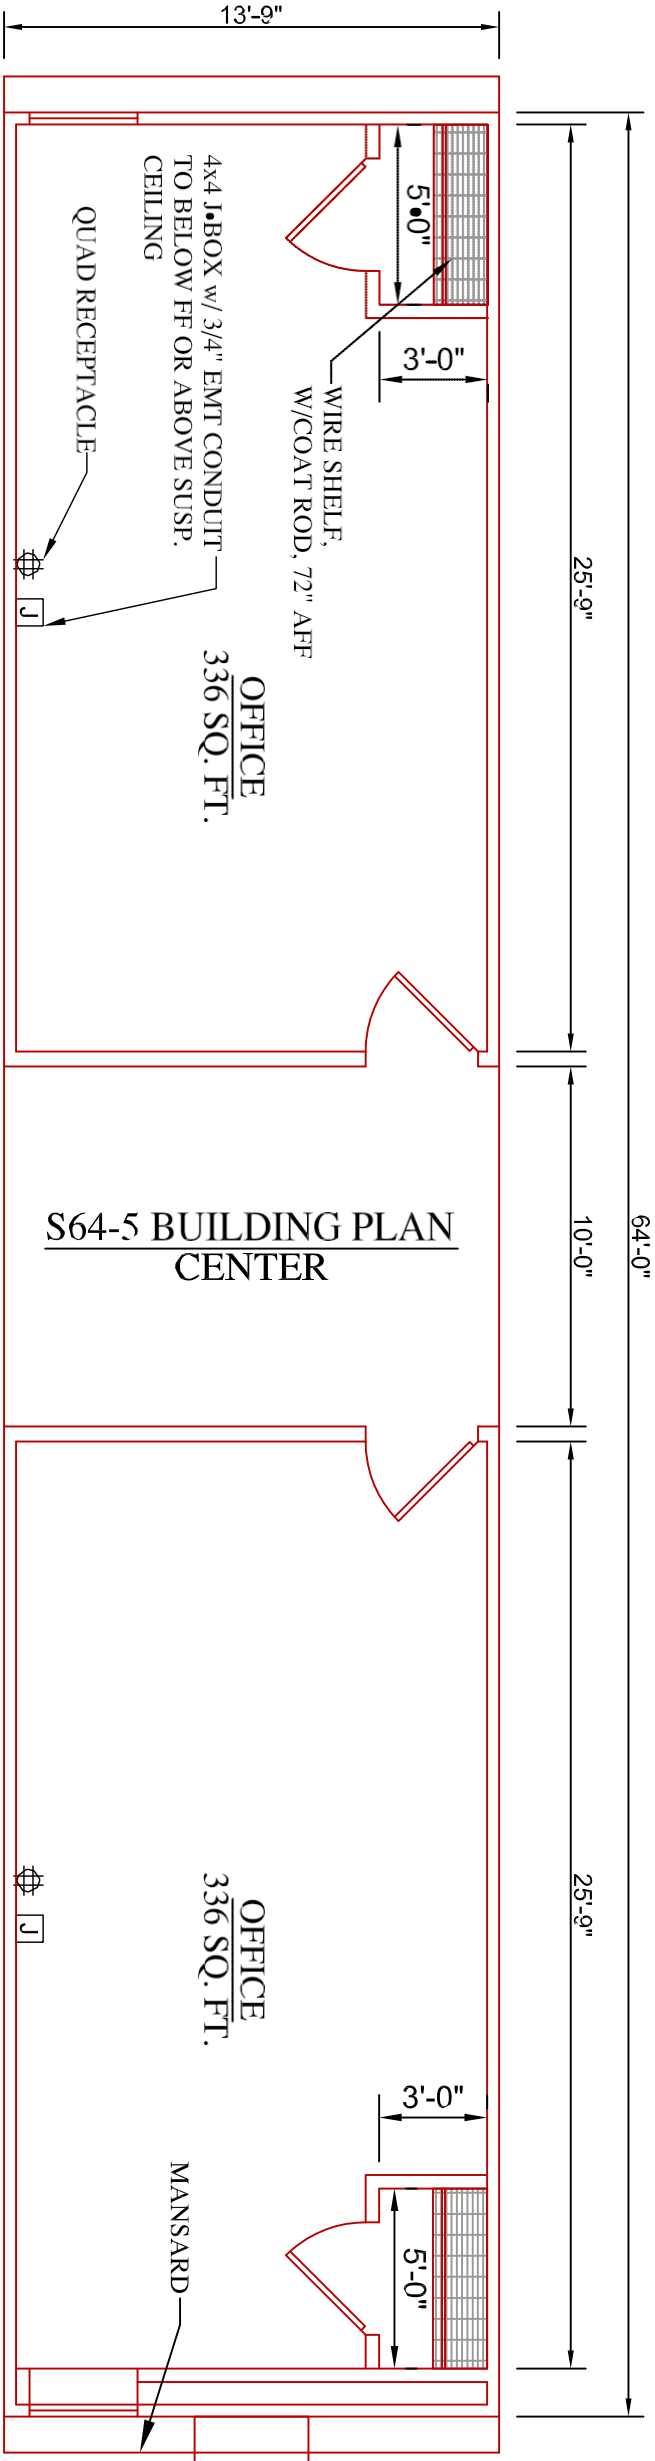 13'-9"
64'-0"
25'-9"
10'-0"
25'-9"
5'•0"
3'-0"
WIRE SHELF,
W/COAT ROD, 72" AFF
4x4 J•BOX w/ 3/4" EMT CONDUIT
TO BELOW FF OR ABOVE SUSP.
CEILING
QUAD RECEPTACLE
J
OFFICE
336 SQ. FT.
S64-5 BUILDING PLAN
CENTER
OFFICE
336 SQ. FT.
J
3'-0"
5'-0"
MANSARD